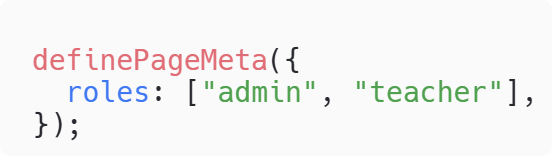 definePageMeta({
  roles: ["admin", "teacher"],
});